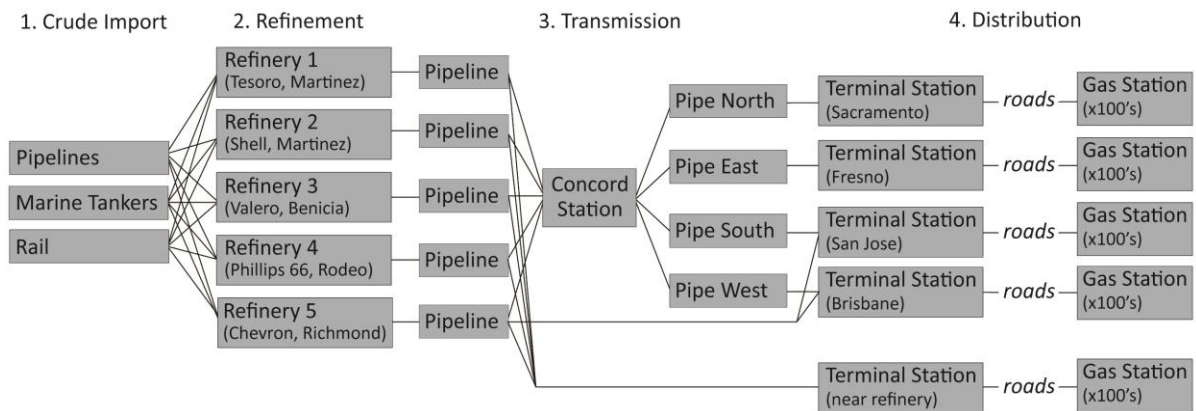 1. Crude Import
2. Refinement
3. Transmission
4. Distribution
Pipelines
Marine Tankers
Rail
Refinery 1
(Tesoro, Martinez)
Refinery 2
(Shell, Martinez)
Refinery 3
(Valero, Benicia)
Refinery 4
(Phillips 66, Rodeo)
Refinery 5
(Chevron, Richmond)
Pipeline
Pipeline
Pipeline
Pipeline
Pipeline
Concord
Station
Pipe North
Pipe East
Pipe South
Pipe West
Terminal Station
(Sacramento)
roads
Gas Station
(x100's)
Terminal Station
(Fresno)
roads
Gas Station
(x100's)
Terminal Station
(San Jose)
roads
Gas Station
(x100's)
Terminal Station
(Brisbane)
roads
Gas Station
(x100's)
Terminal Station
(near refinery)
roads
Gas Station
(x100's)